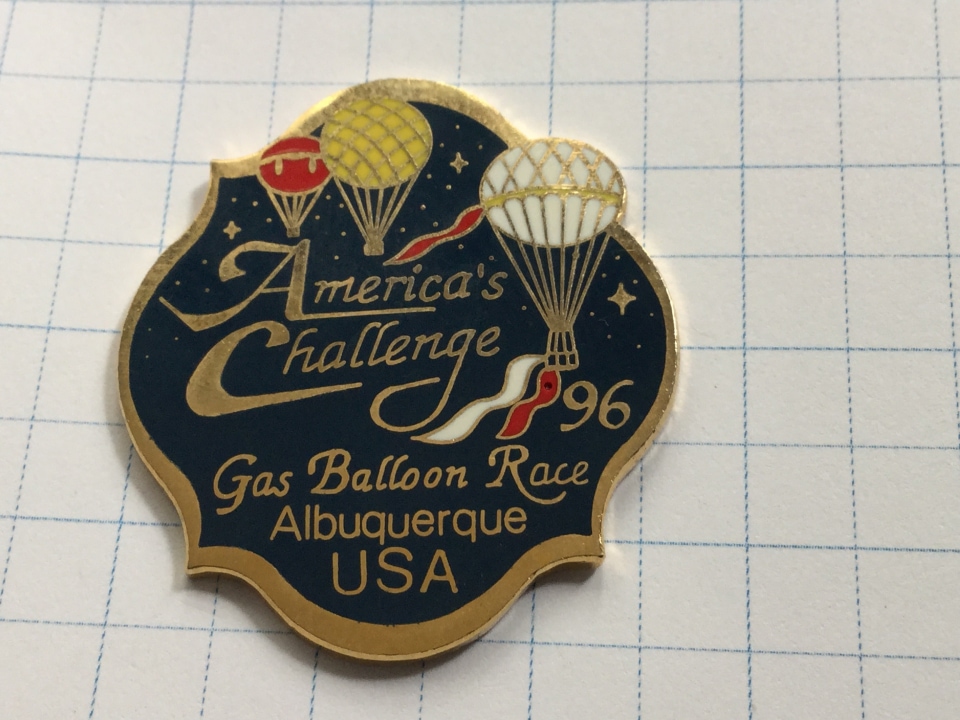 America's
Challenge
96
Gas Balloon Race
Albuquerque
USA